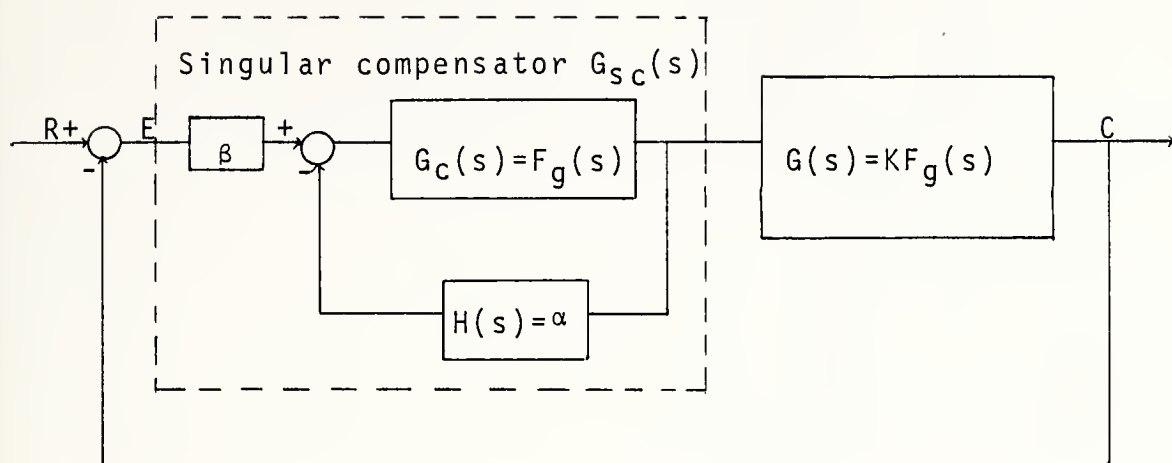 Singular compensator G_sc(s)
R+
E
β
+
G_c(s)=F_g(s)
G(s)=KF_g(s)
C
-
-
H(s)=α